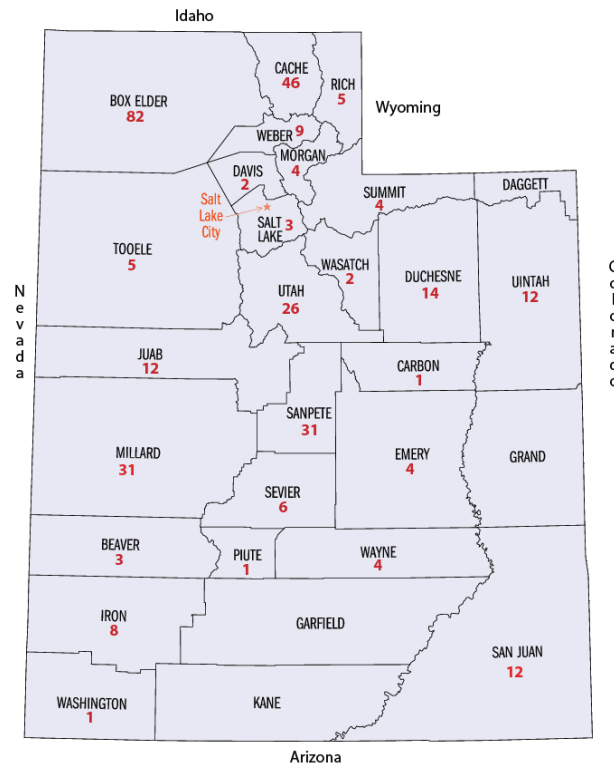 Idaho
CACHE
46
RICH
5
BOX ELDER
82
Wyoming
WEBER 9
MORGAN
4
DAVIS
2
DAGGETT
SUMMIT
4
Salt
Lake
City
SALT
LAKE 3
TOOELE
5
WASATCH
2
DUCHESNE
14
UINTAH
12
UTAH
26
N
e
v
a
d
a
JUAB
12
CARBON
1
SANPETE
31
MILLARD
31
EMERY
4
GRAND
SEVIER
6
BEAVER
3
PIUTE
1
WAYNE
4
IRON
8
GARFIELD
SAN JUAN
12
WASHINGTON
1
KANE
Arizona